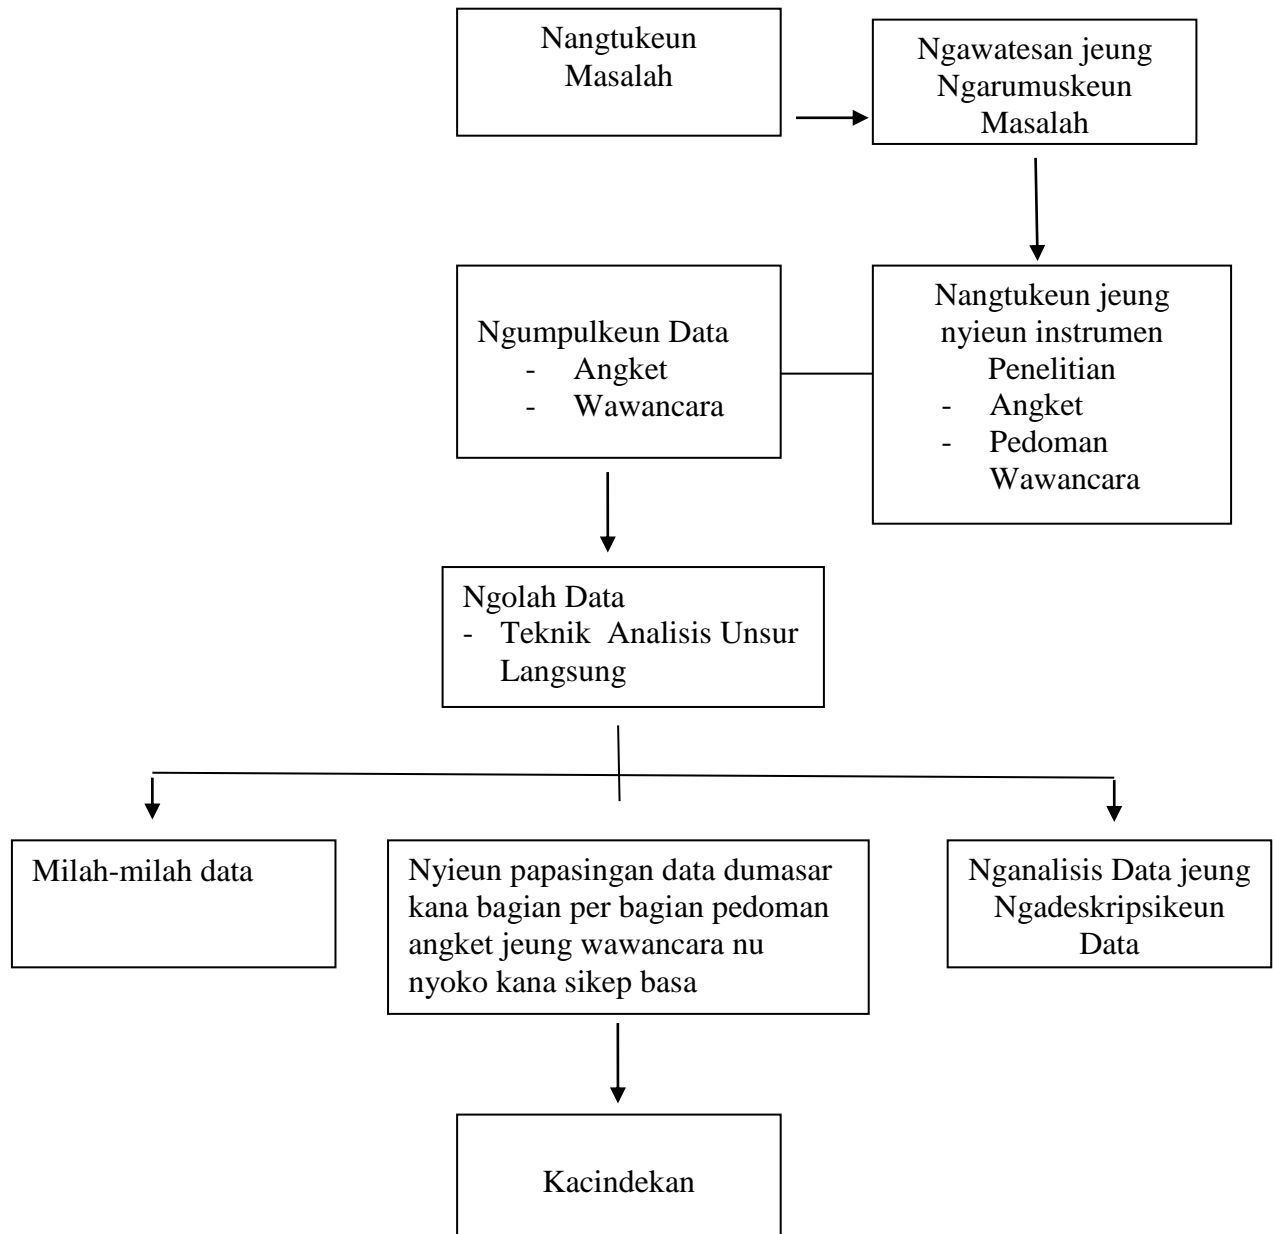 Nangtukeun
Masalah
Ngawatesan jeung
Ngarumuskeun
Masalah
Ngumpulkeun Data
- Angket
- Wawancara
Nangtukeun jeung
nyieun instrumen
Penelitian
- Angket
- Pedoman
Wawancara
Ngolah Data
- Teknik Analisis Unsur
Langsung
Milah-milah data
Nyieun papasingan data dumasar
kana bagian per bagian pedoman
angket jeung wawancara nu
nyoko kana sikep basa
Nganalisis Data jeung
Ngadeskripsikeun
Data
Kacindekan